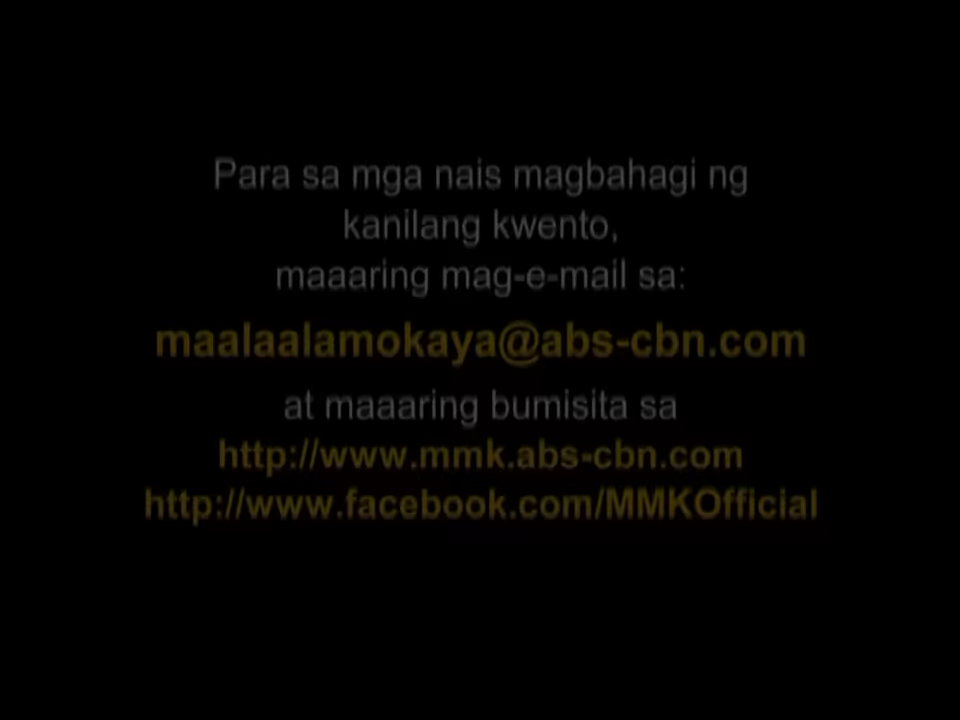 Para sa mga nais magbahagi ng
kanilang kwento,
maaaring mag-e-mail sa:
maalaalamokaya@abs-cbn.com
at maaaring bumisita sa
http://www.mmk.abs-cbn.com
http://www.facebook.com/MMKOfficial